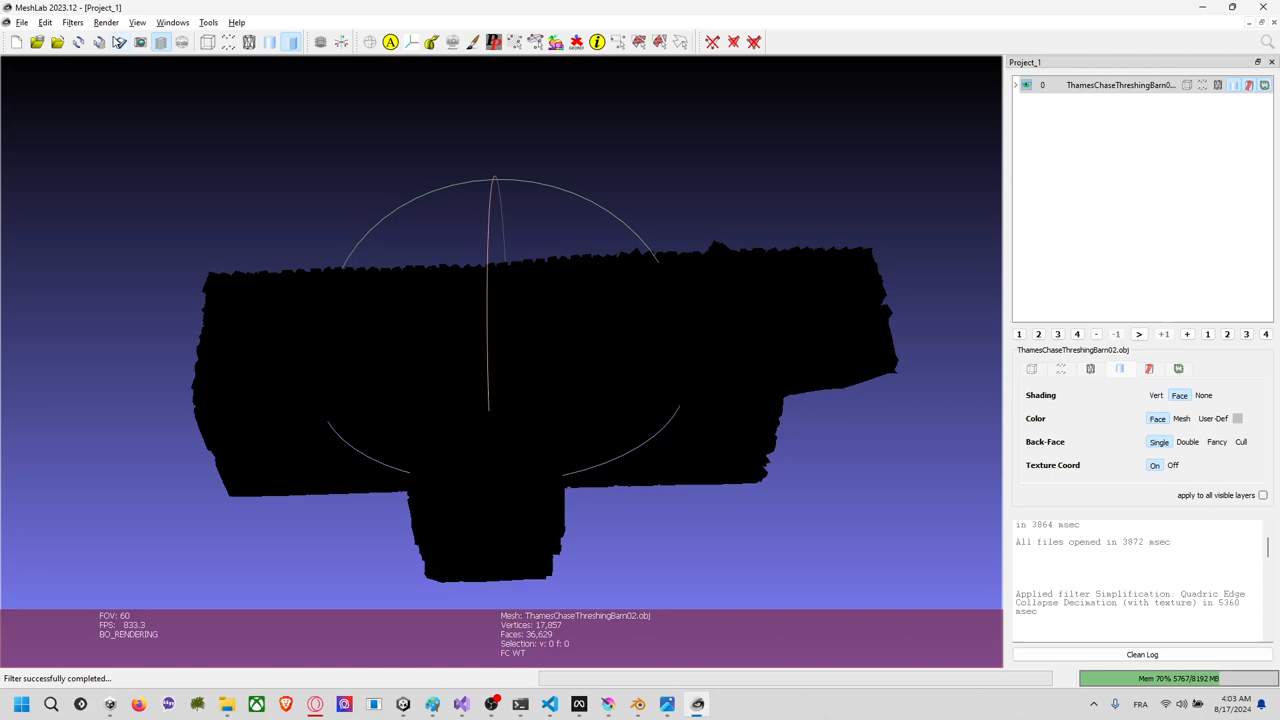 MeshLab 2023.12 - [Project_1]
File Edit Filters Render View Windows Tools Help
Project_1
0 ThamesChaseThreshingBarn0...
1 2 3 4 - -1 > +1 + 1 2 3 4
ThamesChaseThreshingBarn02.obj
Shading Vert Face None
Color Face Mesh User-Def
Back-Face Single Double Fancy Cull
Texture Coord On Off
apply to all visible layers
in 3864 msec
All files opened in 3872 msec
Applied filter Simplification: Quadric Edge
Collapse Decimation (with texture) in 5360
msec
Clean Log
FOV: 60
FPS: 833.3
BO_RENDERING
Mesh: ThamesChaseThreshingBarn02.obj
Vertices: 17,857
Faces: 36,629
Selection: v: 0 f: 0
FC WT
Filter successfully completed...
Mem 70% 5767/8192 MB
FRA
4:03 AM
8/17/2024